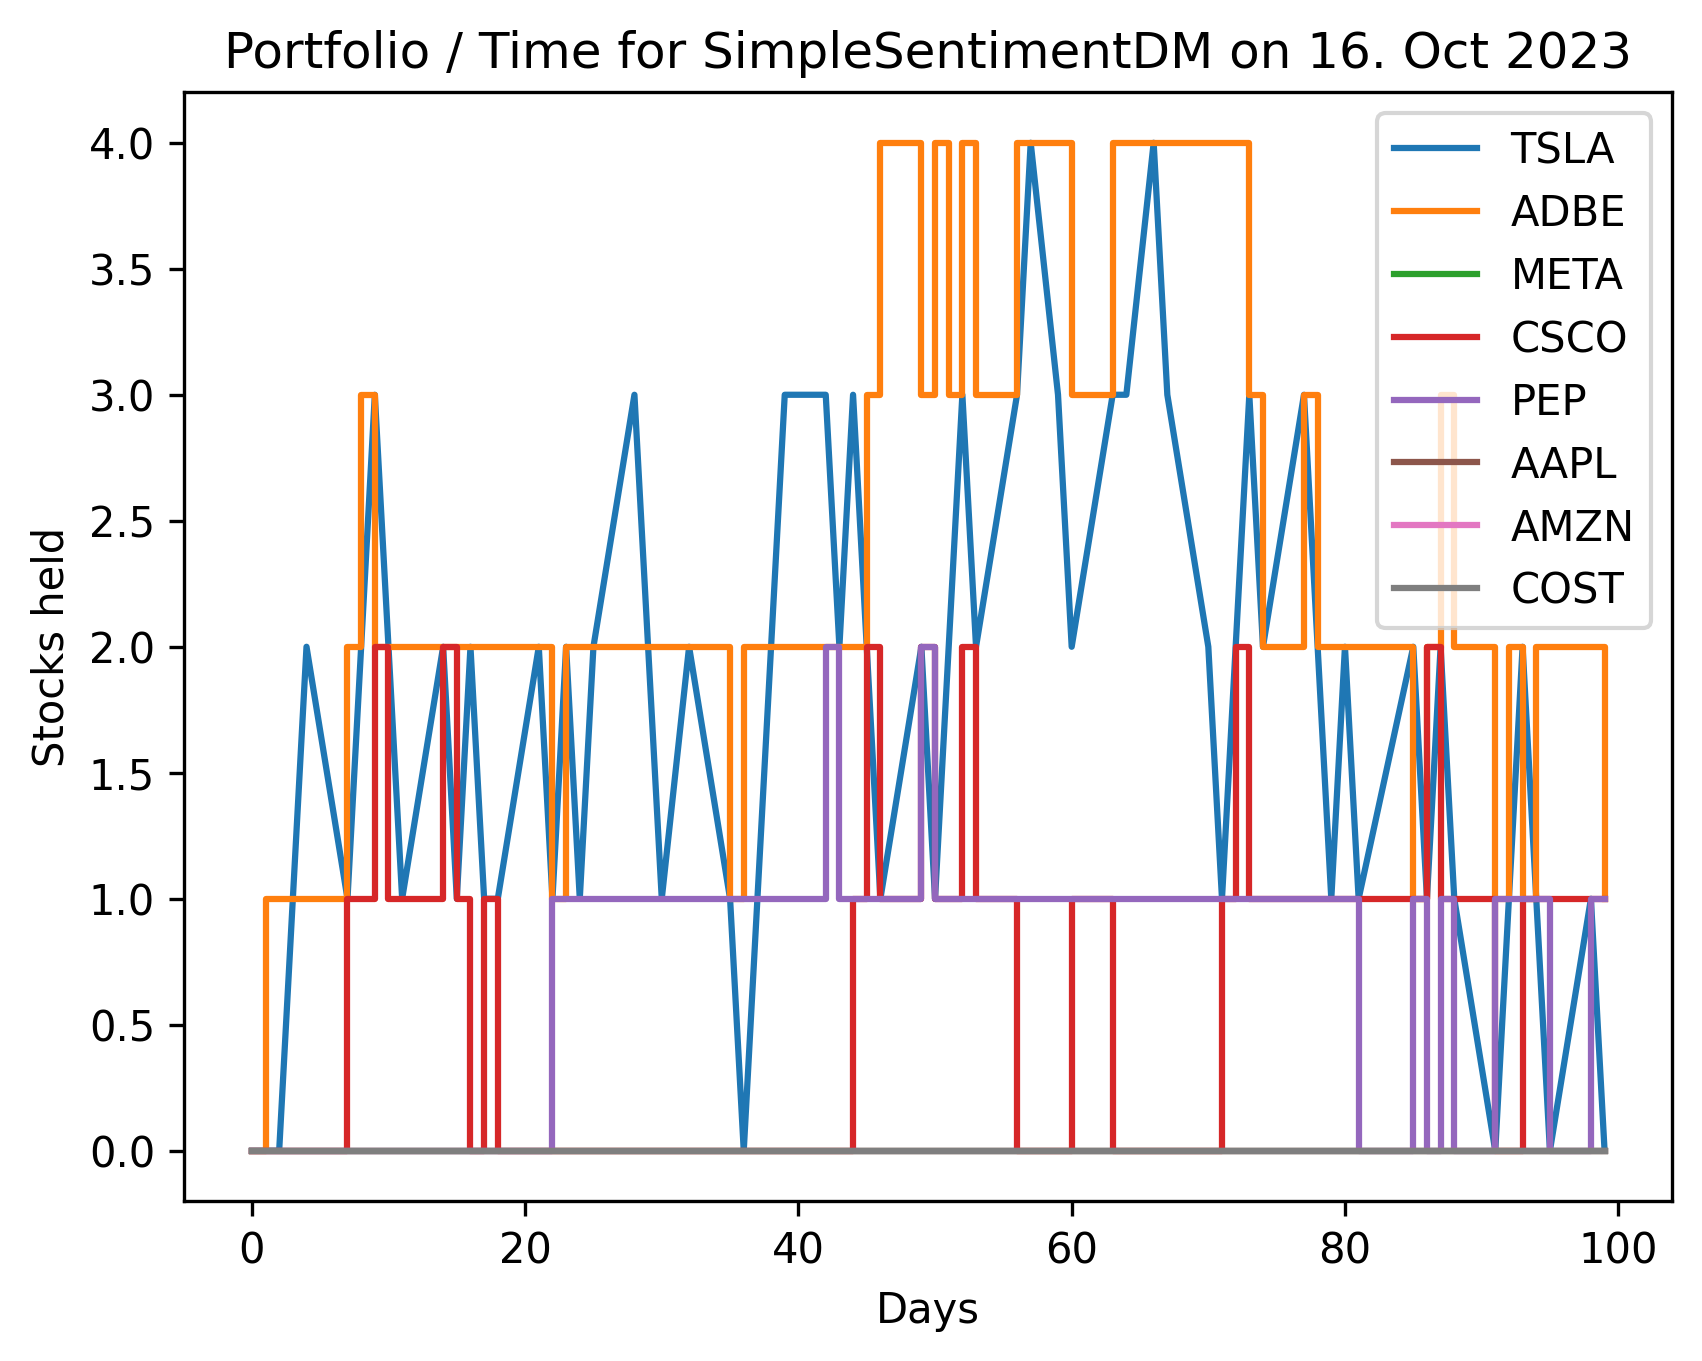 Portfolio / Time for SimpleSentimentDM on 16. Oct 2023
4.0
3.5
3.0
2.5
2.0
1.5
1.0
0.5
0.0
Stocks held
TSLA
ADBE
META
CSCO
PEP
AAPL
AMZN
COST
0 20 40 60 80 100
Days